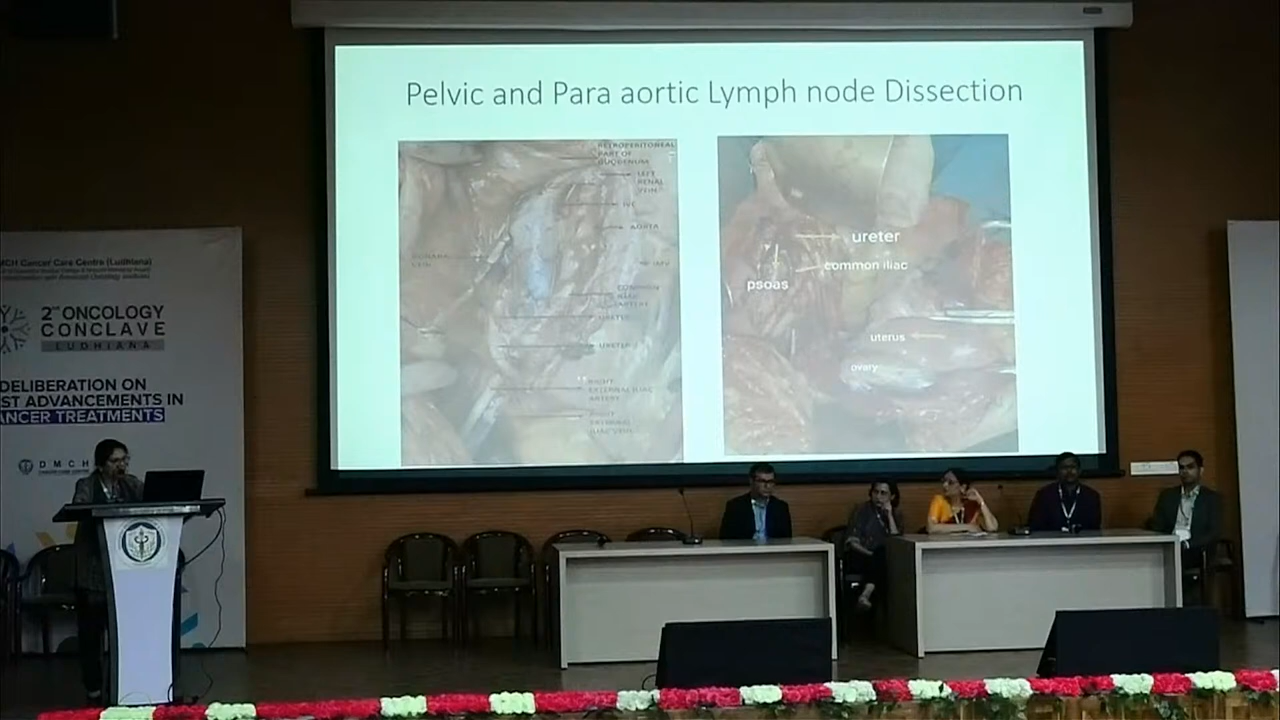 Pelvic and Para aortic Lymph node Dissection
RETROPERITONEAL
PART OF
DUODENUM
LEFT
RENAL
VEIN
IVC
AORTA
COMMON
ILIAC
ARTERY
URETER
URETER
RIGHT
EXTERNAL ILIAC
ARTERY
ureter
common iliac
psoas
uterus
ovary
MCH Cancer Care Centre (Ludhiana)
2ND ONCOLOGY
CONCLAVE
LUDHIANA
DELIBERATION ON
ST ADVANCEMENTS IN
ANCER TREATMENTS
DMCH